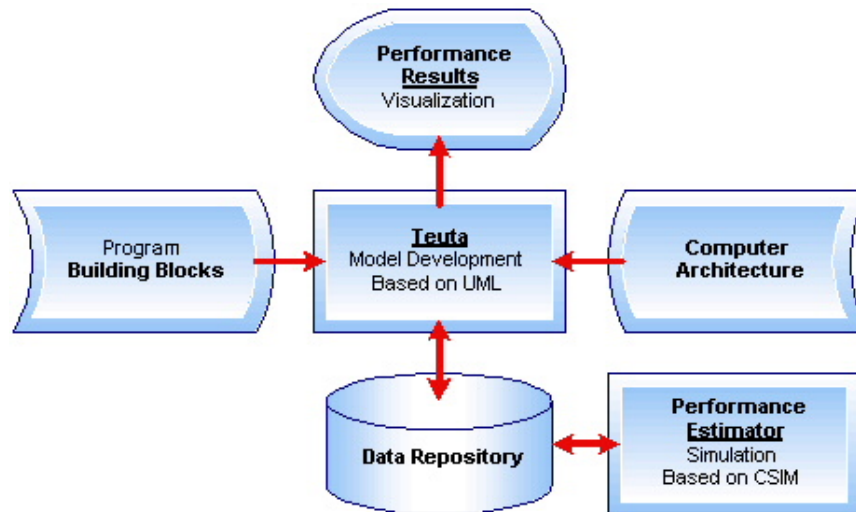 Performance
Results
Visualization
Program
Building Blocks
Teuta
Model Development
Based on UML
Computer
Architecture
Data Repository
Performance
Estimator
Simulation
Based on CSIM